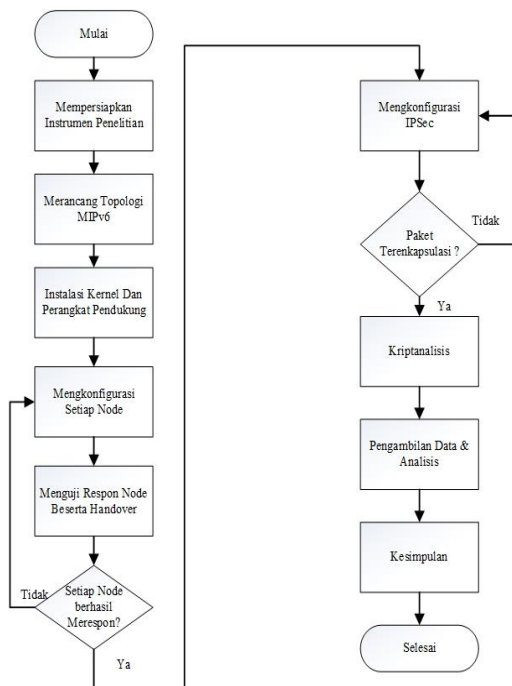 Mulai
Mempersiapkan
Instrumen Penelitian
Merancang Topologi
MIPv6
Instalasi Kernel Dan
Perangkat Pendukung
Mengkonfigurasi
Setiap Node
Menguji Respon Node
Beserta Handover
Setiap Node
berhasil
Merespon?
Tidak
Ya
Mengkonfigurasi
IPSec
Paket
Terenkapsulasi ?
Tidak
Ya
Kriptanalisis
Pengambilan Data &
Analisis
Kesimpulan
Selesai